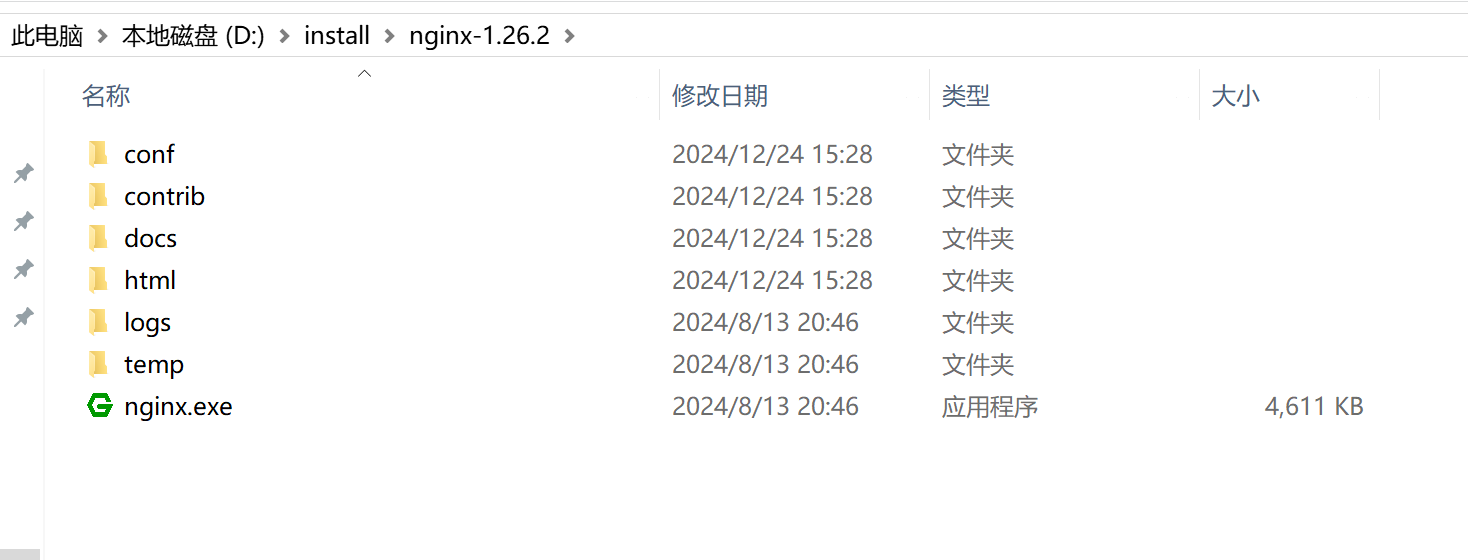 此电脑 > 本地磁盘 (D:) > install > nginx-1.26.2 >
名称 修改日期 类型 大小
conf 2024/12/24 15:28 文件夹
contrib 2024/12/24 15:28 文件夹
docs 2024/12/24 15:28 文件夹
html 2024/12/24 15:28 文件夹
logs 2024/8/13 20:46 文件夹
temp 2024/8/13 20:46 文件夹
nginx.exe 2024/8/13 20:46 应用程序 4,611 KB